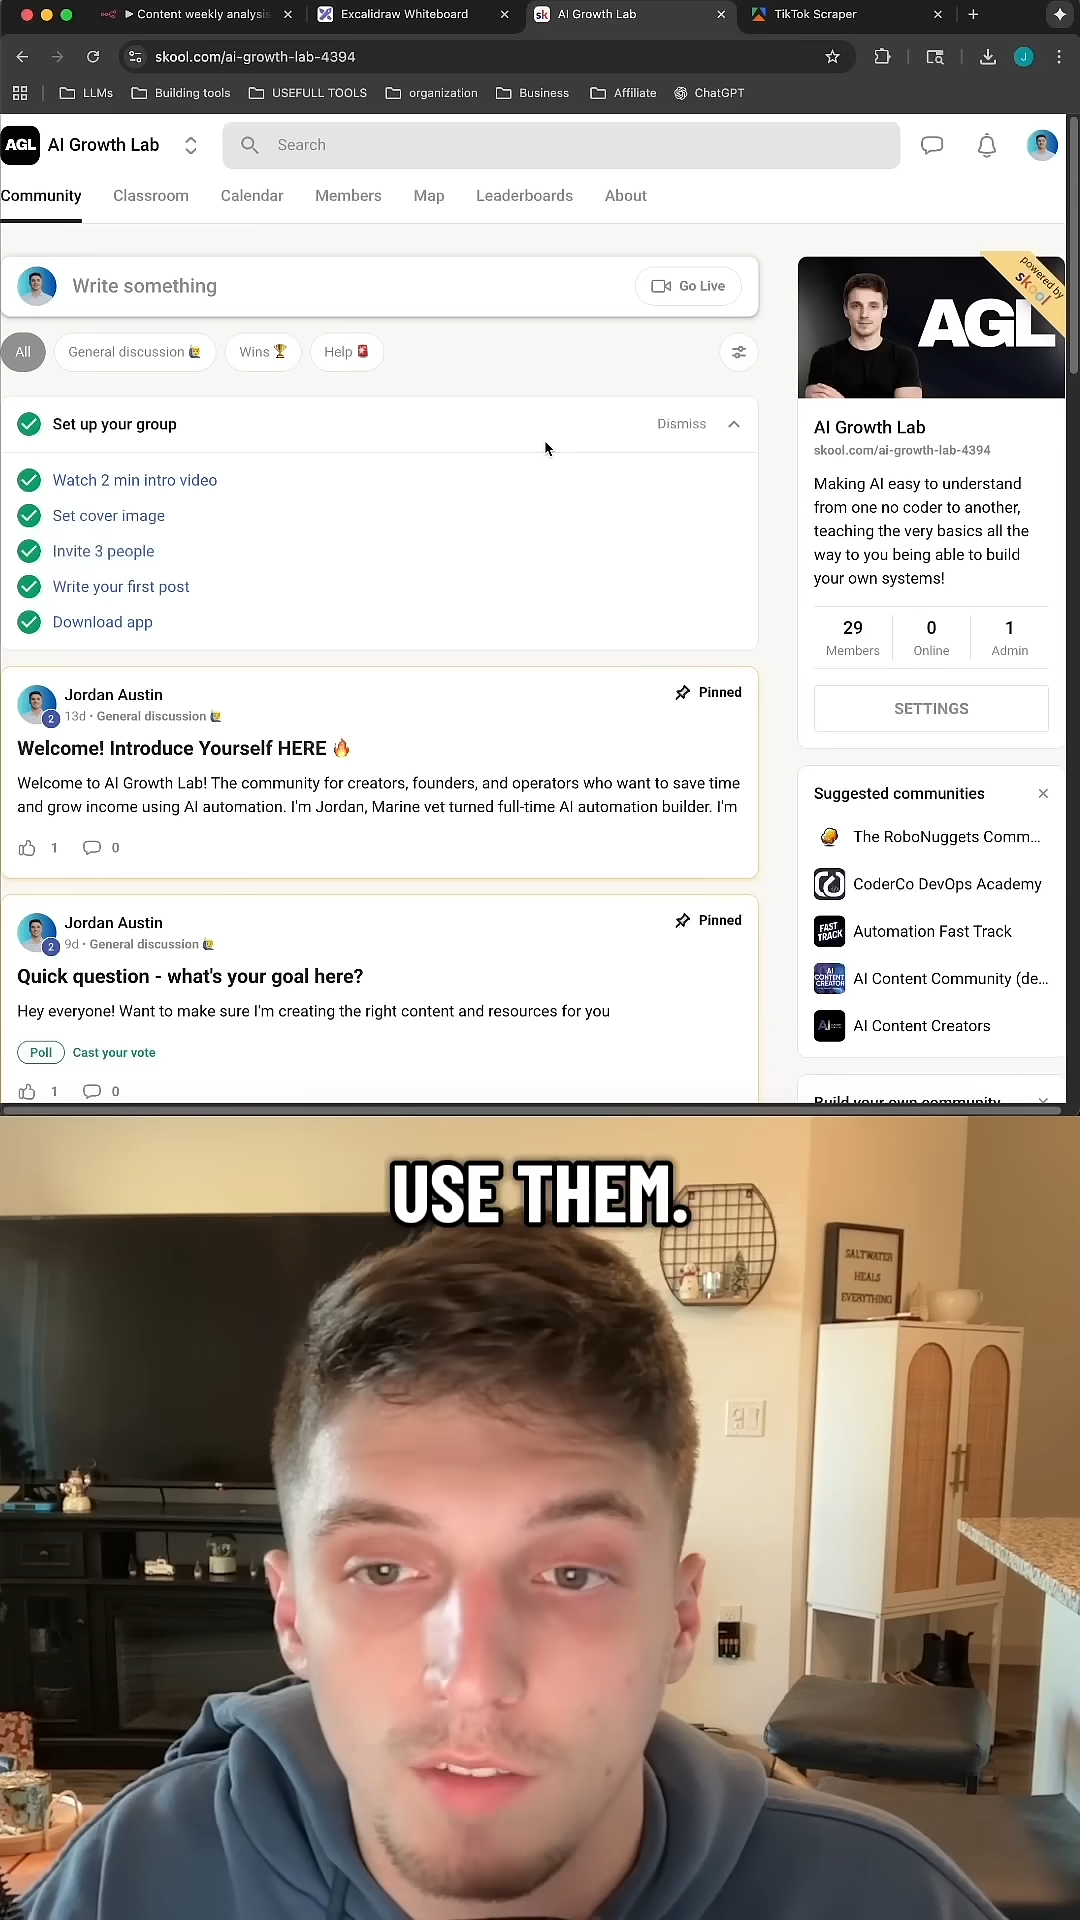 Content weekly analysis
Excalidraw Whiteboard
sk AI Growth Lab
TikTok Scraper
skool.com/ai-growth-lab-4394
J
LLMs
Building tools
USEFULL TOOLS
organization
Business
Affiliate
ChatGPT
AGL AI Growth Lab
Search
Community
Classroom
Calendar
Members
Map
Leaderboards
About
Write something
Go Live
All
General discussion 🙋‍♂️
Wins 🏆
Help 🚨
Set up your group
Dismiss
Watch 2 min intro video
Set cover image
Invite 3 people
Write your first post
Download app
Jordan Austin
2
13d • General discussion 🙋‍♂️
Pinned
Welcome! Introduce Yourself HERE 🔥
Welcome to AI Growth Lab! The community for creators, founders, and operators who want to save time
and grow income using AI automation. I'm Jordan, Marine vet turned full-time AI automation builder. I'm
1 0
Jordan Austin
2
9d • General discussion 🙋‍♂️
Pinned
Quick question - what's your goal here?
Hey everyone! Want to make sure I'm creating the right content and resources for you
Poll Cast your vote
1 0
powered by
skool
AGL
AI Growth Lab
skool.com/ai-growth-lab-4394
Making AI easy to understand
from one no coder to another,
teaching the very basics all the
way to you being able to build
your own systems!
29 0 1
Members Online Admin
SETTINGS
Suggested communities
The RoboNuggets Comm...
CoderCo DevOps Academy
FAST
TRACK
Automation Fast Track
AI
CONTENT
CREATOR
AI Content Community (de...
AI
AI Content Creators
Build your own community
USE THEM.
SALTWATER
HEALS
EVERYTHING